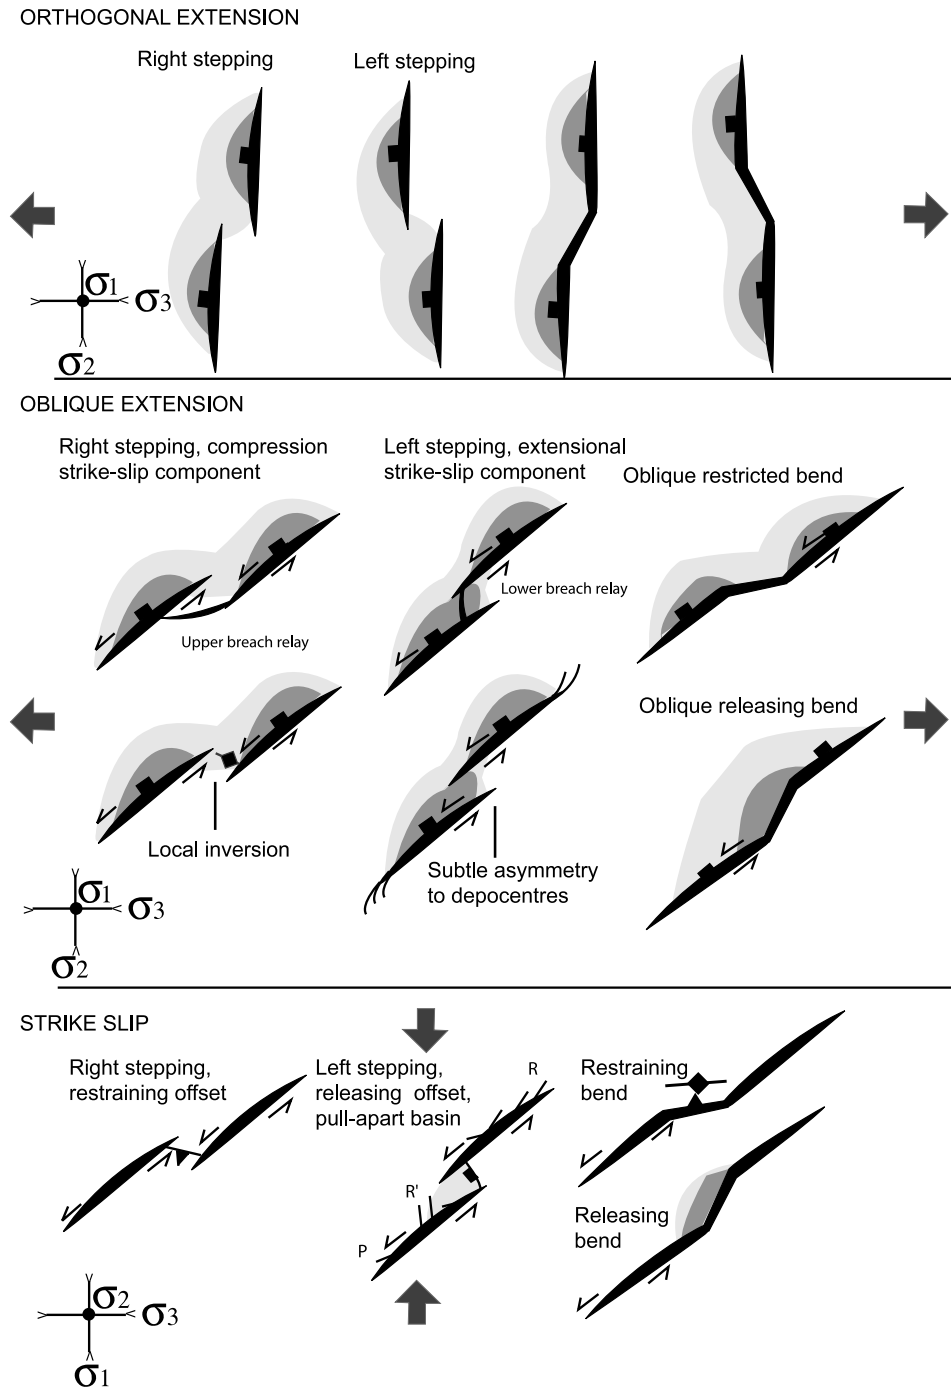 ORTHOGONAL EXTENSION
Right stepping
Left stepping
σ1
σ3
σ2
OBLIQUE EXTENSION
Right stepping, compression
strike-slip component
Left stepping, extensional
strike-slip component
Oblique restricted bend
Lower breach relay
Upper breach relay
Oblique releasing bend
Local inversion
Subtle asymmetry
to depocentres
σ1
σ3
σ2
STRIKE SLIP
Right stepping,
restraining offset
Left stepping,
releasing offset,
pull-apart basin
R
Restraining
bend
R'
P
Releasing
bend
σ2
σ3
σ1